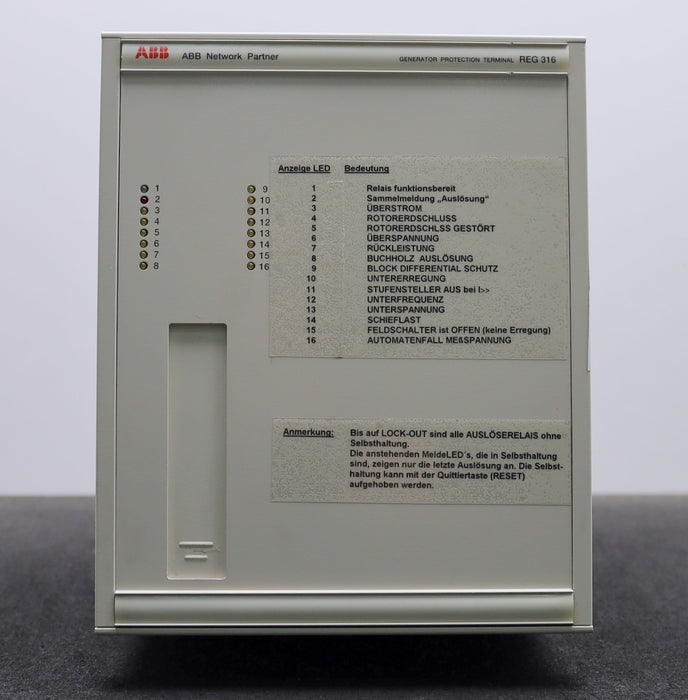 ABB ABB Network Partner GENERATOR PROTECTION TERMINAL REG 316
1 9
2 10
3 11
4 12
5 13
6 14
7 15
8 16
Anzeige LED Bedeutung
1 Relais funktionsbereit
2 Sammelmeldung „Auslösung"
3 ÜBERSTROM
4 ROTORERDSCHLUSS
5 ROTORERDSCHLSS GESTÖRT
6 ÜBERSPANNUNG
7 RÜCKLEISTUNG
8 BUCHHOLZ AUSLÖSUNG
9 BLOCK DIFFERENTIAL SCHUTZ
10 UNTERERREGUNG
11 STUFENSTELLER AUS bei I>>
12 UNTERFREQUENZ
13 UNTERSPANNUNG
14 SCHIEFLAST
15 FELDSCHALTER ist OFFEN (keine Erregung)
16 AUTOMATENFALL MEßSPANNUNG
Anmerkung: Bis auf LOCK-OUT sind alle AUSLÖSERELAIS ohne
Selbsthaltung.
Die anstehenden MeldeLED´s, die in Selbsthaltung
sind, zeigen nur die letzte Auslösung an. Die Selbst-
haltung kann mit der Quittiertaste (RESET)
aufgehoben werden.